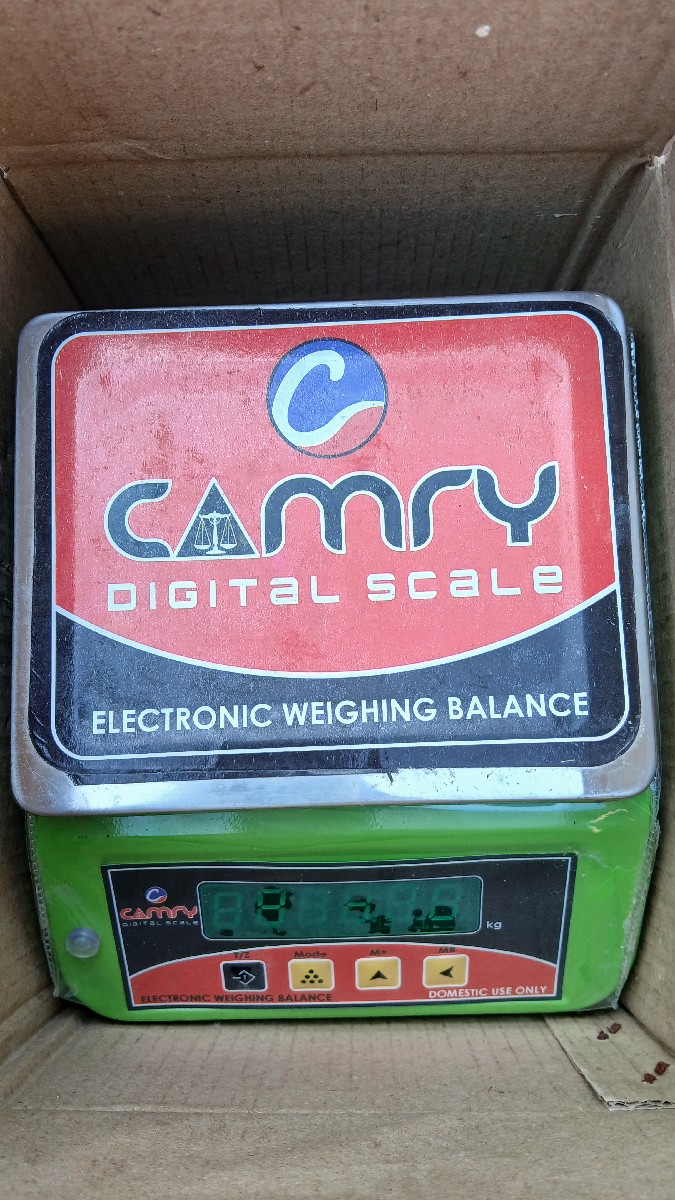 C
CAMRY
DIGITAL SCALE
ELECTRONIC WEIGHING BALANCE
C
CAMRY
DIGITAL SCALE
kg
T/Z Mode M+ MR
ELECTRONIC WEIGHING BALANCE
DOMESTIC USE ONLY